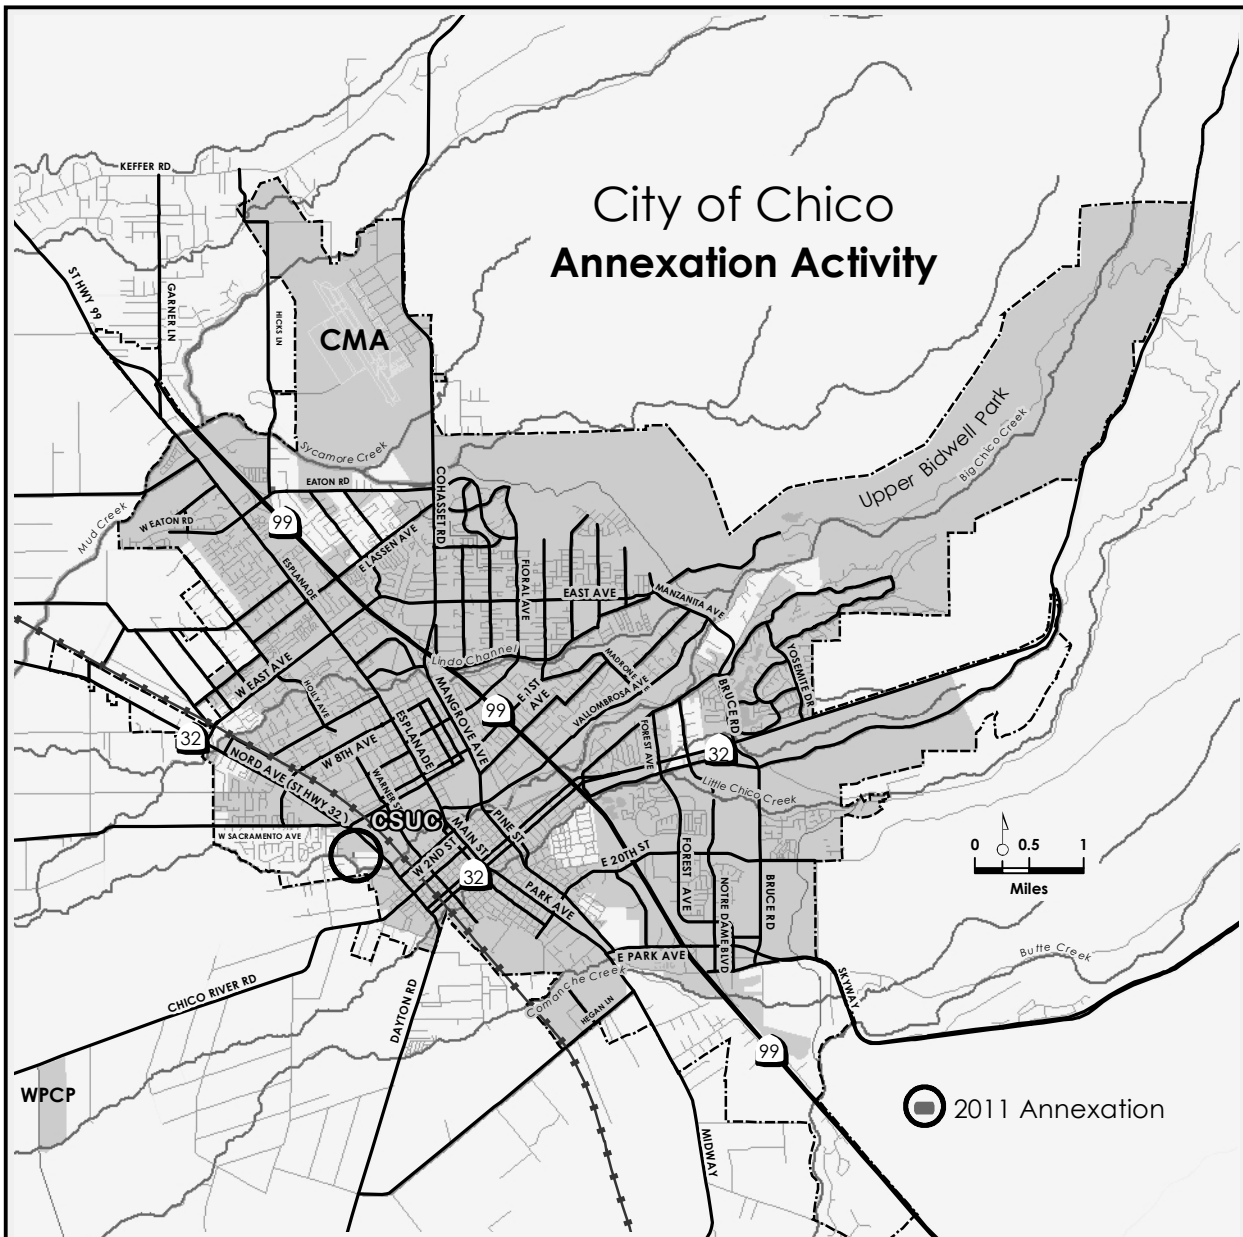 City of Chico
Annexation Activity
KEFFER RD
ST HWY 99
GARNER LN
HICKS LN
CMA
Upper Bidwell Park
Big Chico Creek
Sycamore Creek
EATON RD
COHASSET RD
Mud Creek
W EATON RD
99
ESPLANADE
E LASSEN AVE
FLORAL AVE
EAST AVE
MANZANITA AVE
Lindo Channel
YOSEMITE DR
W EAST AVE
HOLLY AVE
MANGROVE AVE
E 1ST AVE
MADRONE AVE
VALLOMBROSA AVE
BRUCE RD
99
32
ESPLANADE
FOREST AVE
32
W 8TH AVE
NORD AVE (ST HWY 32)
WARNER ST
Little Chico Creek
CSUC
W SACRAMENTO AVE
MAIN ST
PINE ST
W 2ND ST
E 20TH ST
32
0 0.5 1
Miles
PARK AVE
FOREST AVE
NOTRE DAME BLVD
BRUCE RD
E PARK AVE
Butte Creek
SKYWAY
CHICO RIVER RD
DAYTON RD
Comanche Creek
HEGAN LN
99
WPCP
2011 Annexation
MIDWAY